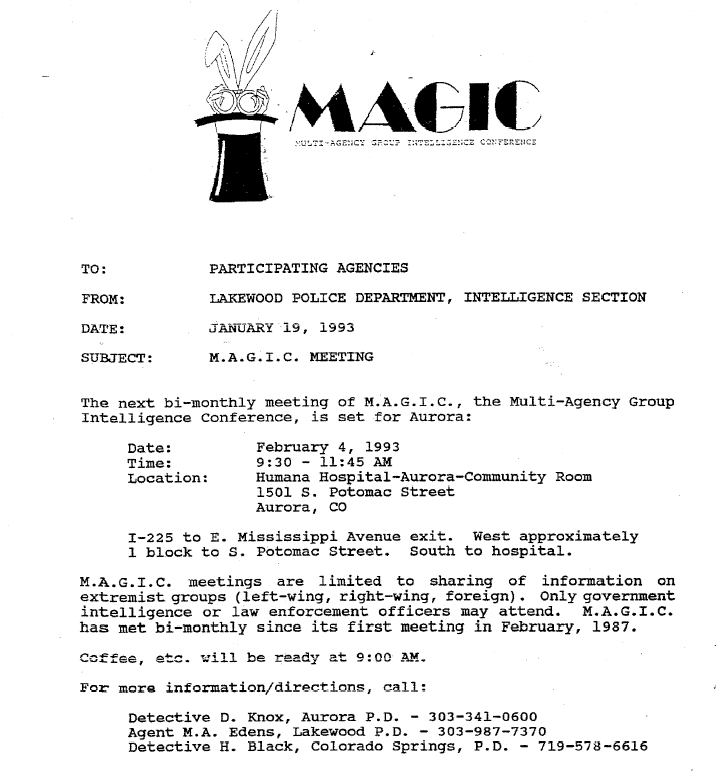 MAGIC
MULTI-AGENCY GROUP INTELLIGENCE CONFERENCE
TO: PARTICIPATING AGENCIES
FROM: LAKEWOOD POLICE DEPARTMENT, INTELLIGENCE SECTION
DATE: JANUARY 19, 1993
SUBJECT: M.A.G.I.C. MEETING
The next bi-monthly meeting of M.A.G.I.C., the Multi-Agency Group
Intelligence Conference, is set for Aurora:
Date: February 4, 1993
Time: 9:30 - 11:45 AM
Location: Humana Hospital-Aurora-Community Room
1501 S. Potomac Street
Aurora, CO
I-225 to E. Mississippi Avenue exit. West approximately
1 block to S. Potomac Street. South to hospital.
M.A.G.I.C. meetings are limited to sharing of information on
extremist groups (left-wing, right-wing, foreign). Only government
intelligence or law enforcement officers may attend. M.A.G.I.C.
has met bi-monthly since its first meeting in February, 1987.
Coffee, etc. will be ready at 9:00 AM.
For more information/directions, call:
Detective D. Knox, Aurora P.D. - 303-341-0600
Agent M.A. Edens, Lakewood P.D. - 303-987-7370
Detective H. Black, Colorado Springs, P.D. - 719-578-6616